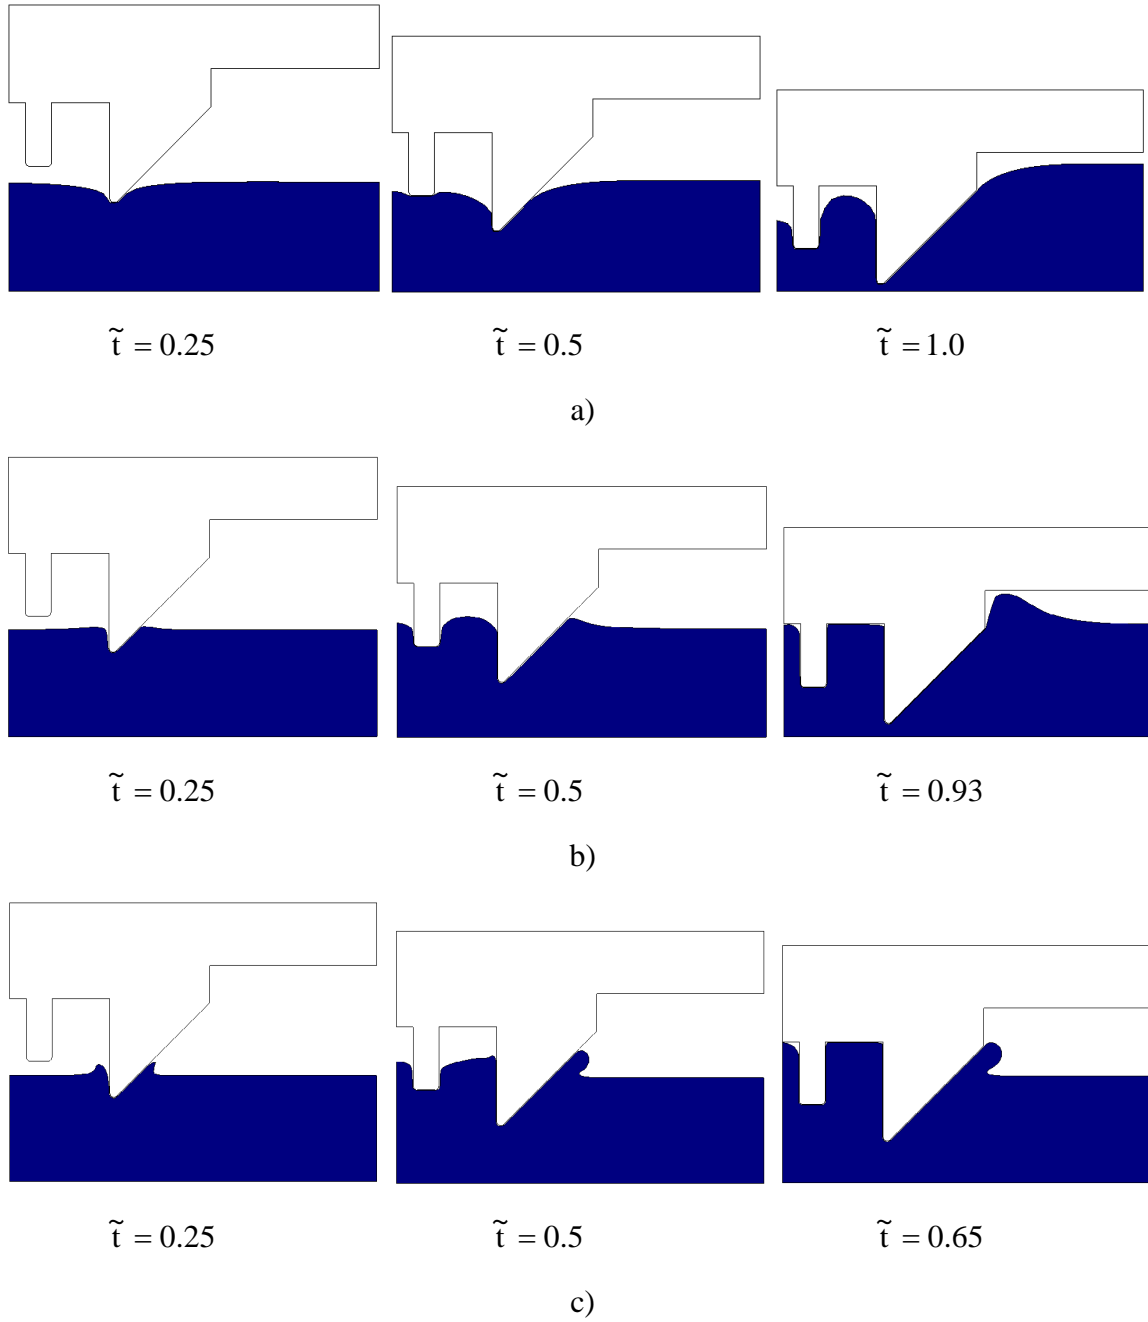 t̃ = 0.25 t̃ = 0.5 t̃ = 1.0
a)
t̃ = 0.25 t̃ = 0.5 t̃ = 0.93
b)
t̃ = 0.25 t̃ = 0.5 t̃ = 0.65
c)